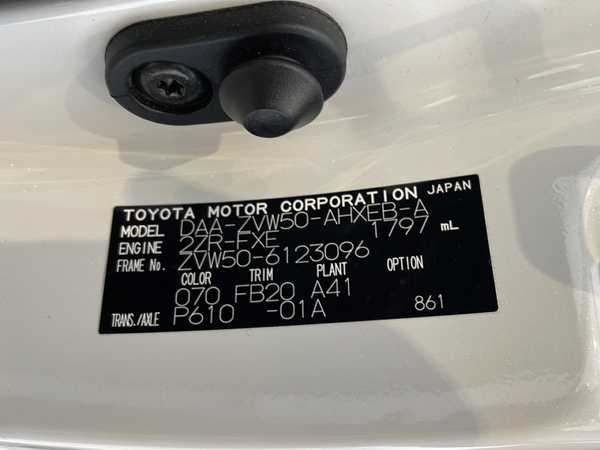 TOYOTA MOTOR CORPORATION JAPAN
MODEL DAA-ZVW50-AHXEB-A
ENGINE 2ZR-FXE 1797 mL
FRAME No. ZVW50-6123096
COLOR TRIM PLANT OPTION
070 FB20 A41
TRANS./AXLE P610 -01A 861